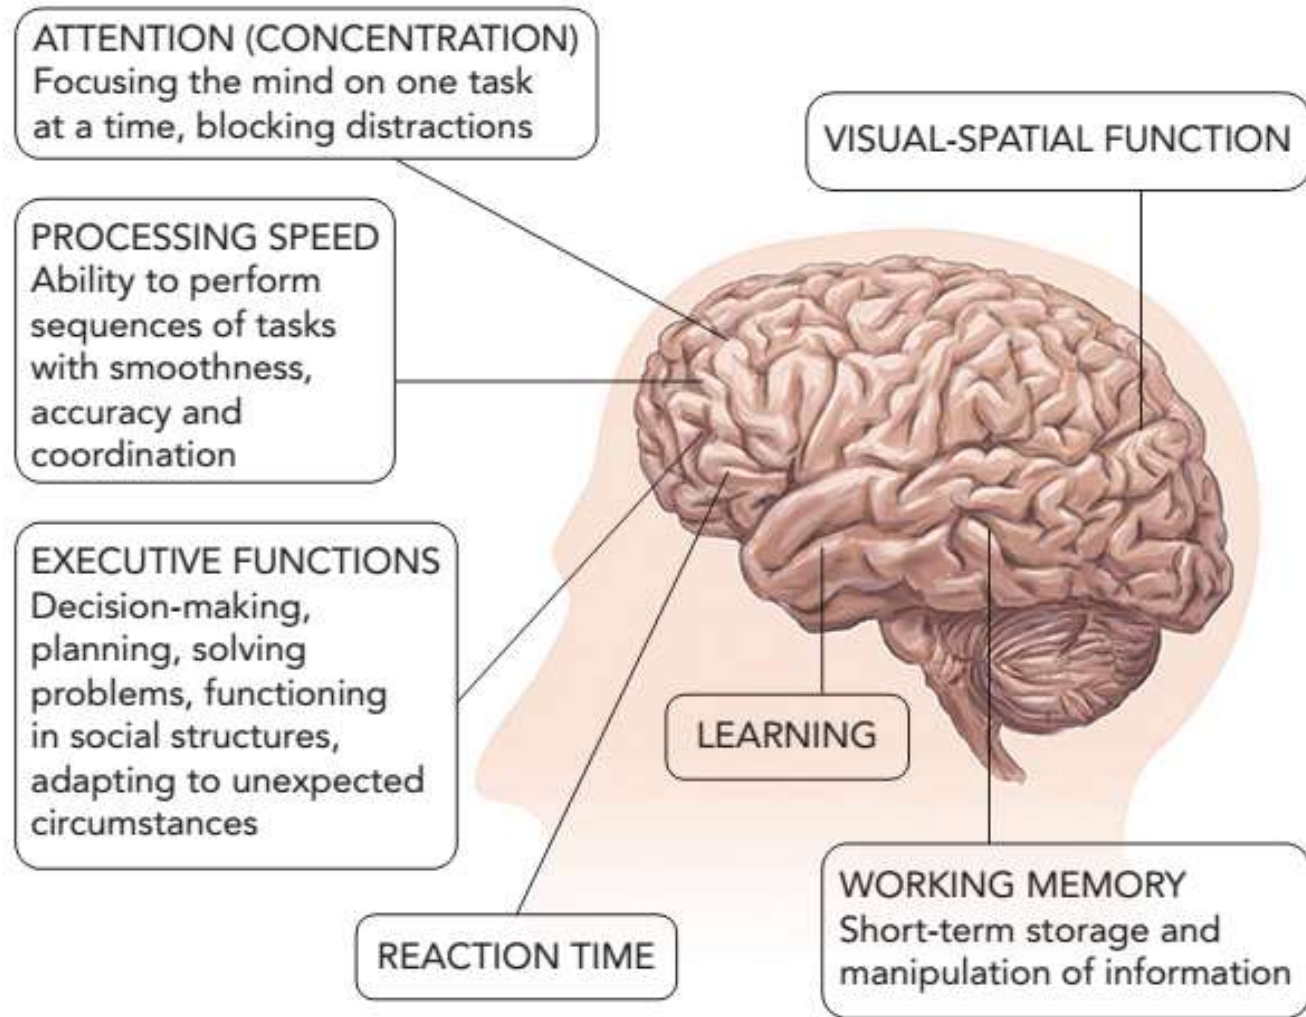 ATTENTION (CONCENTRATION)
Focusing the mind on one task
at a time, blocking distractions
VISUAL-SPATIAL FUNCTION
PROCESSING SPEED
Ability to perform
sequences of tasks
with smoothness,
accuracy and
coordination
EXECUTIVE FUNCTIONS
Decision-making,
planning, solving
problems, functioning
in social structures,
adapting to unexpected
circumstances
LEARNING
WORKING MEMORY
Short-term storage and
manipulation of information
REACTION TIME